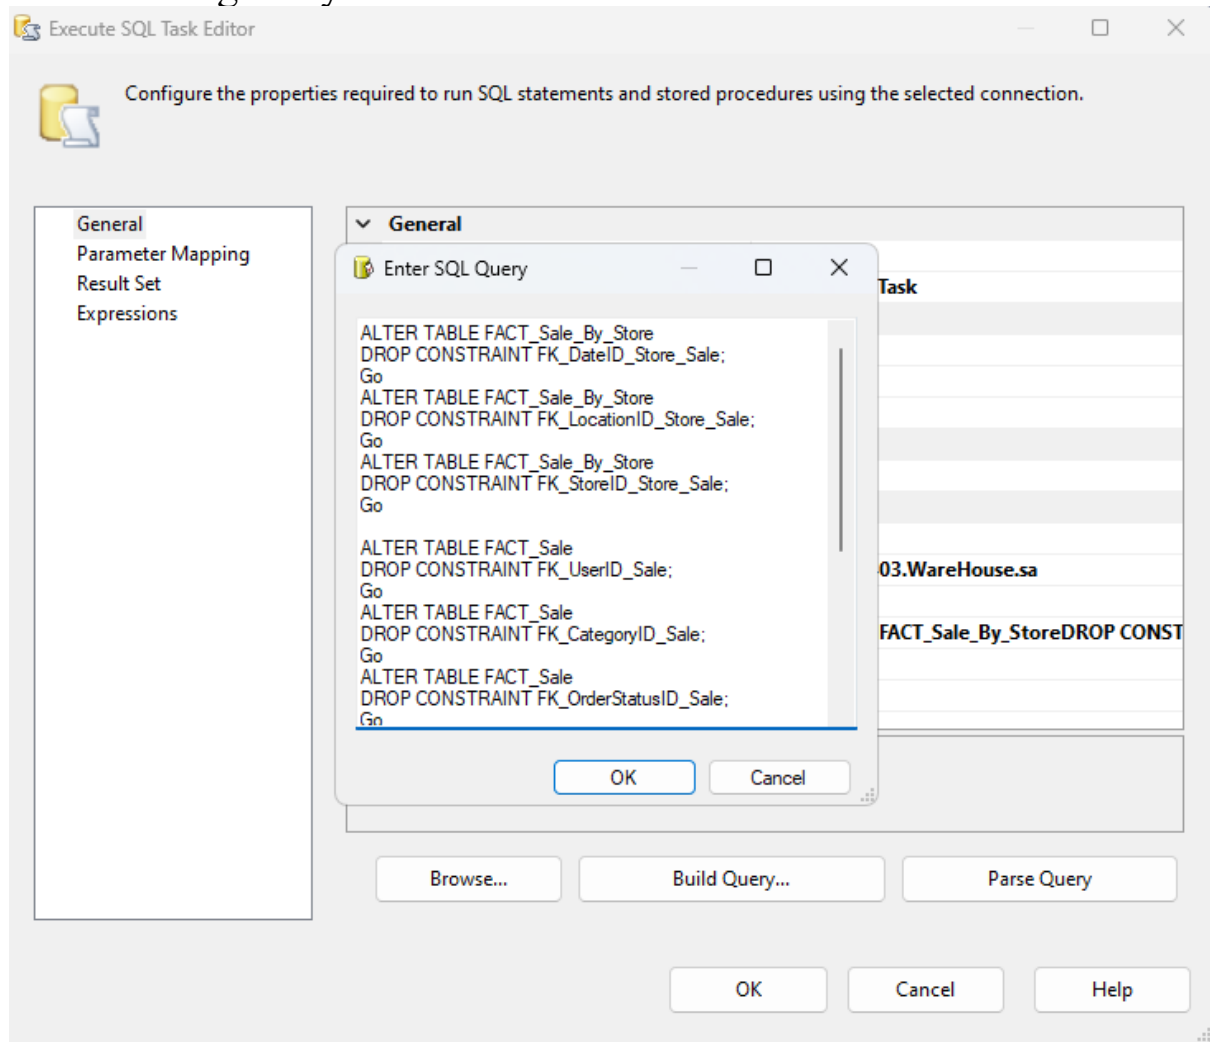 Execute SQL Task Editor
Configure the properties required to run SQL statements and stored procedures using the selected connection.
General
Parameter Mapping
Result Set
Expressions
General
Task
03.WareHouse.sa
FACT_Sale_By_StoreDROP CONST
Enter SQL Query
ALTER TABLE FACT_Sale_By_Store
DROP CONSTRAINT FK_DateID_Store_Sale;
Go
ALTER TABLE FACT_Sale_By_Store
DROP CONSTRAINT FK_LocationID_Store_Sale;
Go
ALTER TABLE FACT_Sale_By_Store
DROP CONSTRAINT FK_StoreID_Store_Sale;
Go
ALTER TABLE FACT_Sale
DROP CONSTRAINT FK_UserID_Sale;
Go
ALTER TABLE FACT_Sale
DROP CONSTRAINT FK_CategoryID_Sale;
Go
ALTER TABLE FACT_Sale
DROP CONSTRAINT FK_OrderStatusID_Sale;
Go
OK Cancel
Browse... Build Query... Parse Query
OK Cancel Help